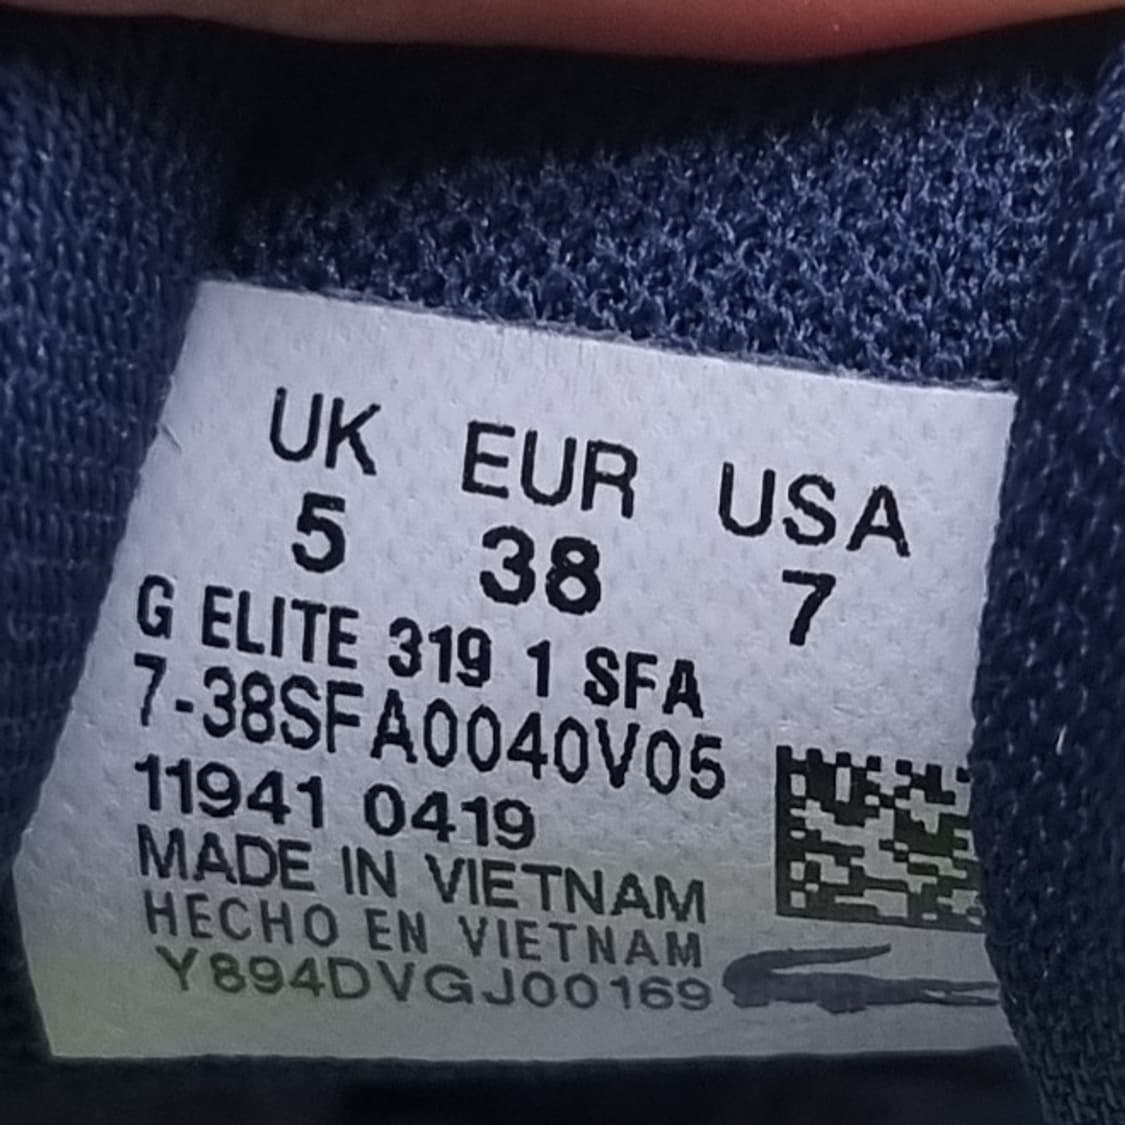 UK EUR USA
5 38 7
G ELITE 319 1 SFA
7-38SFA0040V05
11941 0419
MADE IN VIETNAM
HECHO EN VIETNAM
Y894DVGJ00169